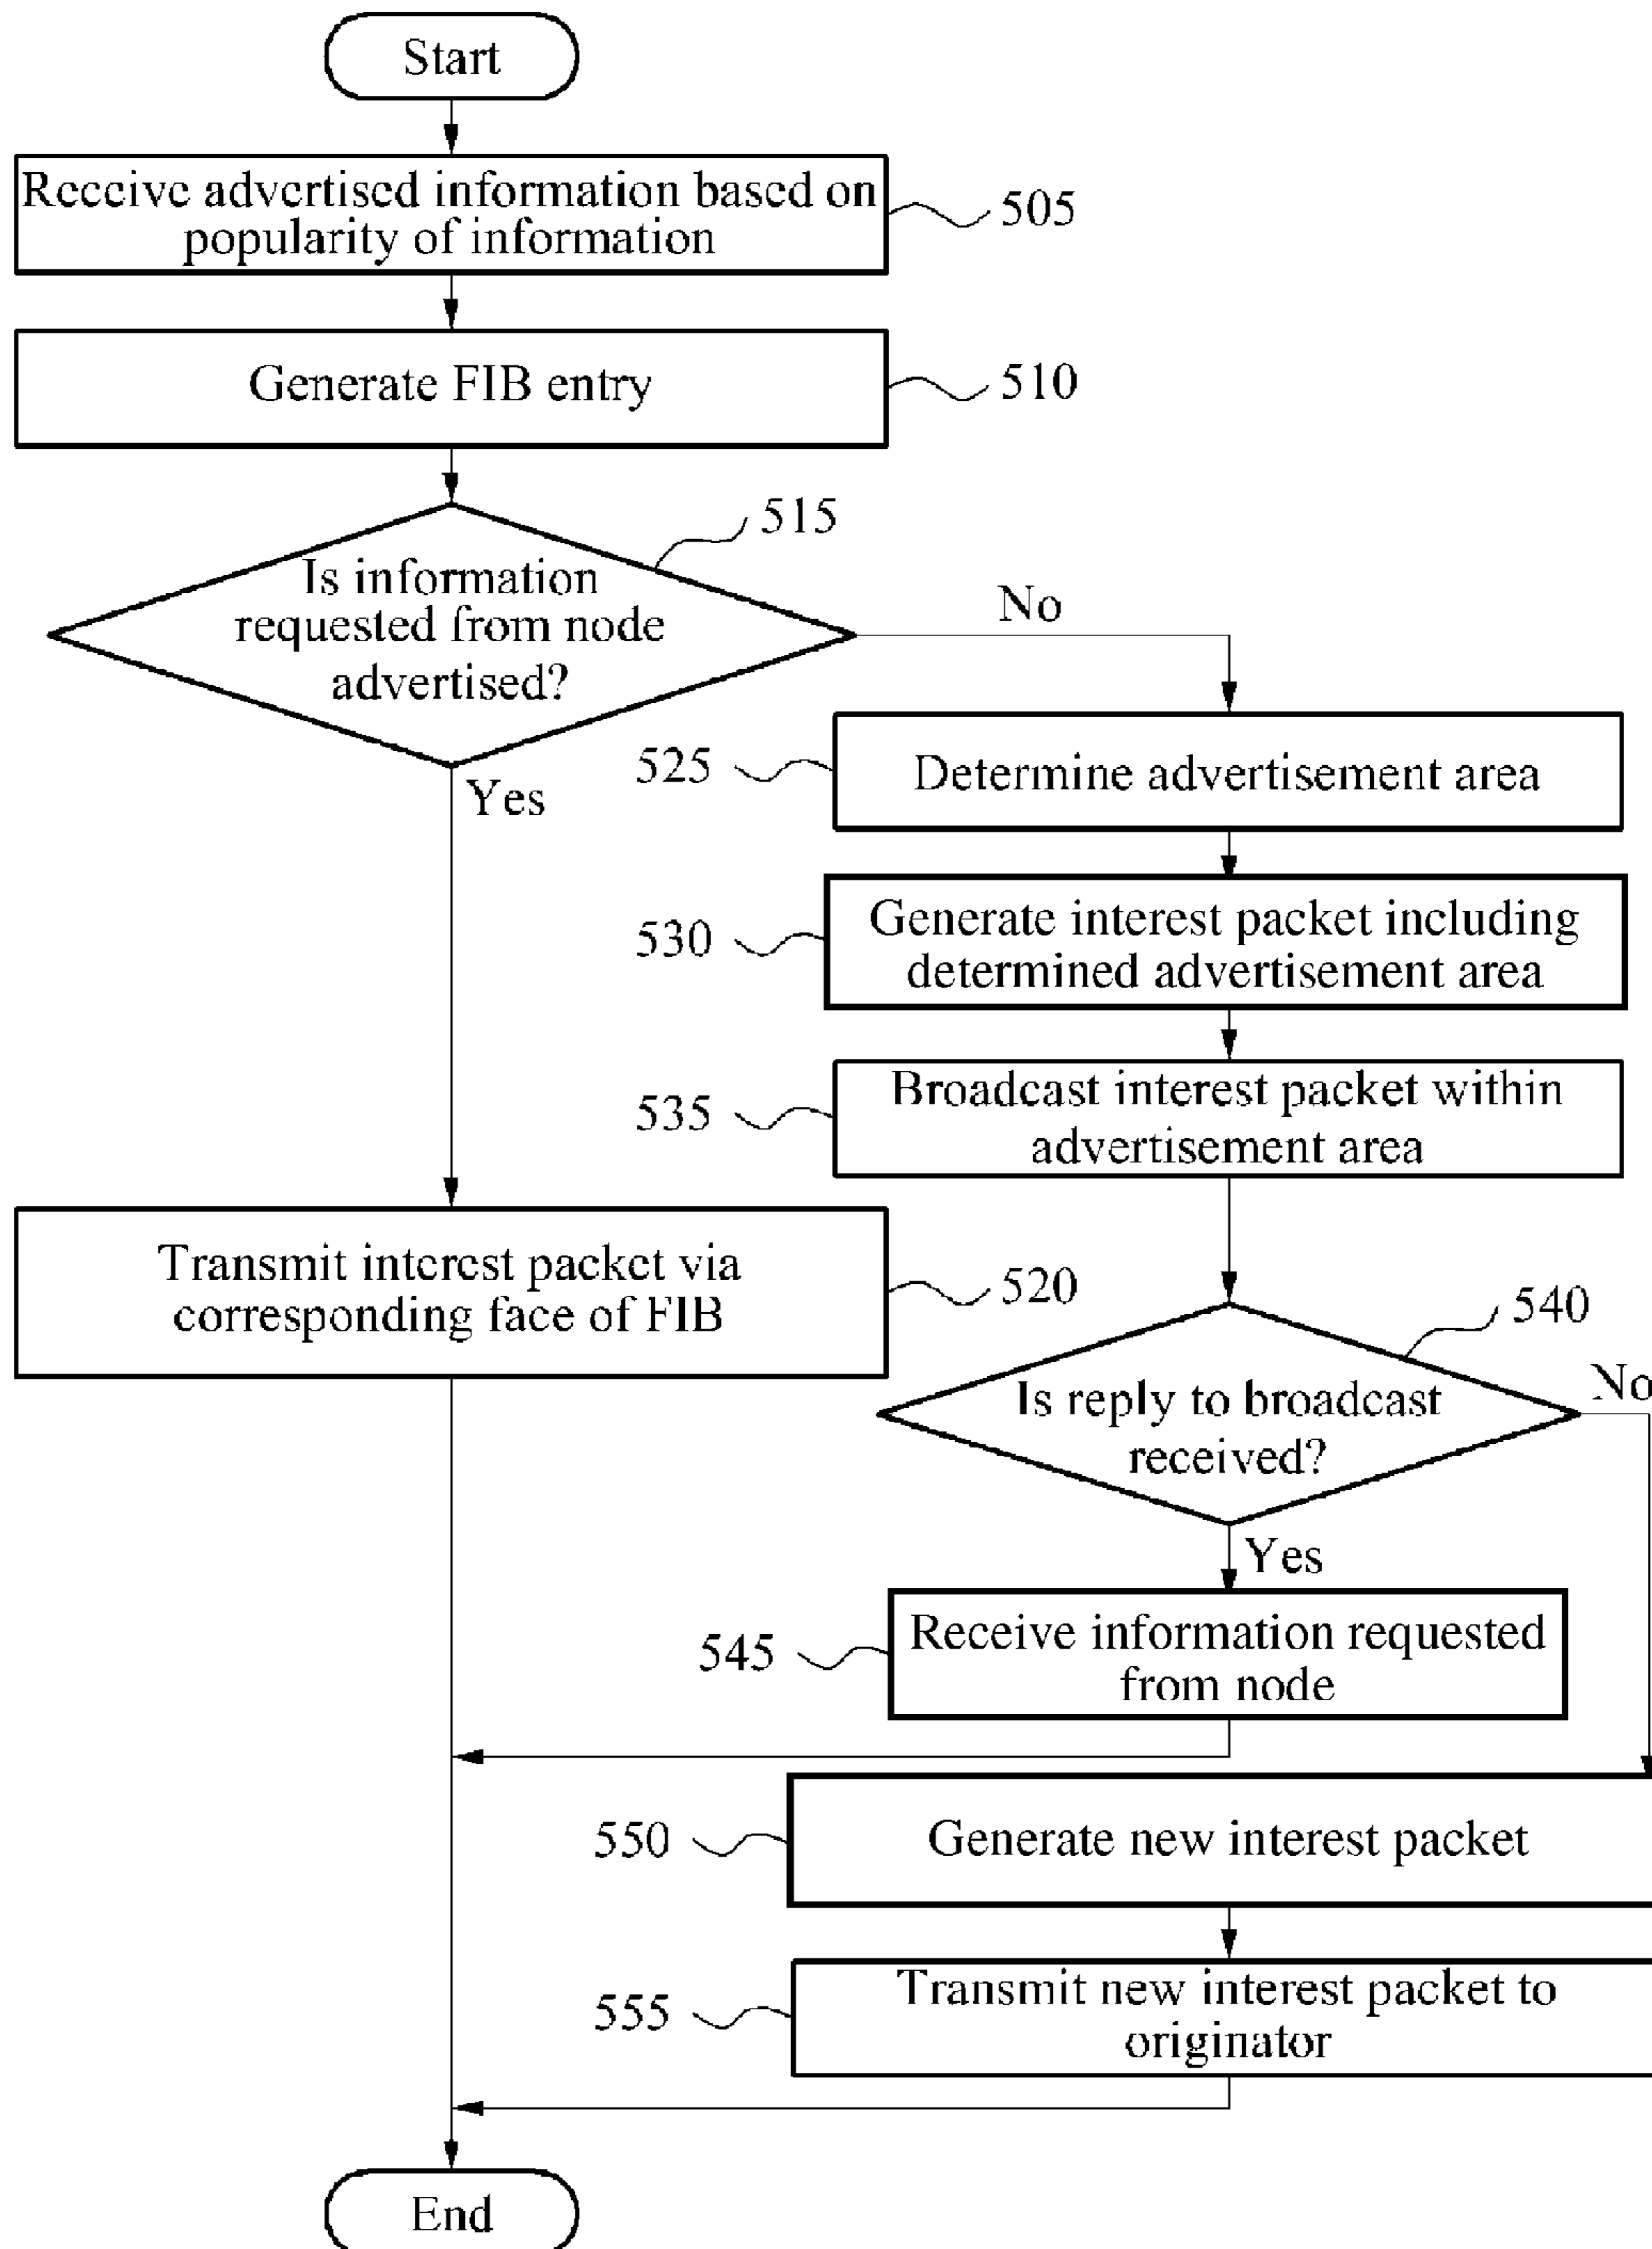 Start
Receive advertised information based on
popularity of information
505
Generate FIB entry
510
515
Is information
requested from node
advertised?
No
Yes
525
Determine advertisement area
530
Generate interest packet including
determined advertisement area
535
Broadcast interest packet within
advertisement area
Transmit interest packet via
corresponding face of FIB
520
540
Is reply to broadcast
received?
No
Yes
545
Receive information requested
from node
550
Generate new interest packet
555
Transmit new interest packet to
originator
End